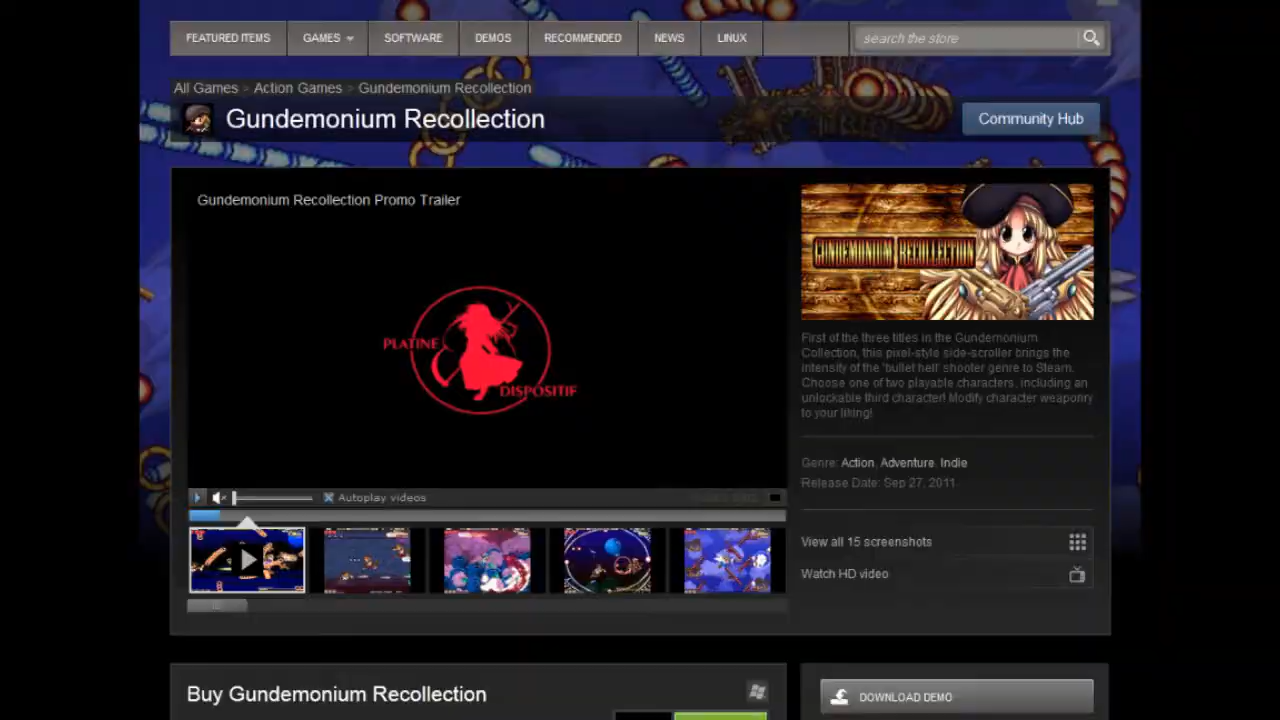 FEATURED ITEMS GAMES SOFTWARE DEMOS RECOMMENDED NEWS LINUX search the store
All Games > Action Games > Gundemonium Recollection
Gundemonium Recollection
Community Hub
Gundemonium Recollection Promo Trailer
PLATINE
DISPOSITIF
Autoplay videos
GUNDEMONIUM RECOLLECTION
First of the three titles in the Gundemonium
Collection, this pixel-style side-scroller brings the
intensity of the 'bullet hell' shooter genre to Steam.
Choose one of two playable characters, including an
unlockable third character! Modify character weaponry
to your liking!
Genre: Action, Adventure, Indie
Release Date: Sep 27, 2011
View all 15 screenshots
Watch HD video
Buy Gundemonium Recollection
DOWNLOAD DEMO